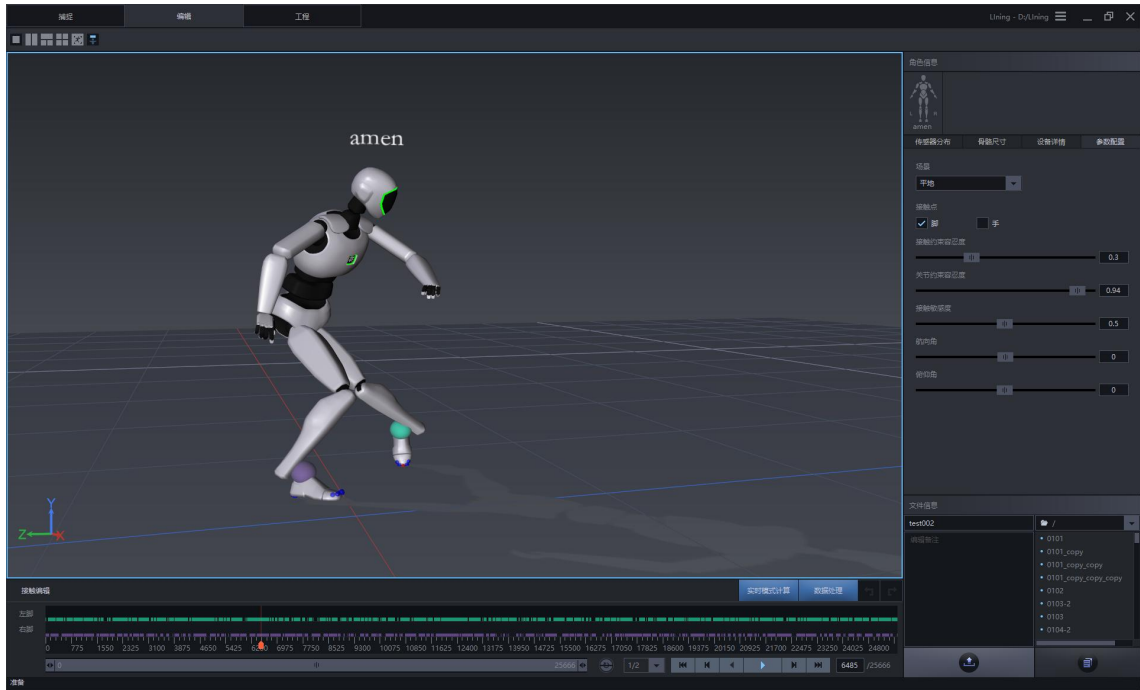 捕捉 编辑 工程 Lining - D:/Lining
角色信息
amen
L R
amen
传感器分布 骨骼尺寸 设备详情 参数配置
场景
平地
接触点
脚 手
接触约束容忍度
0.3
关节约束容忍度
0.94
接触敏感度
0.5
航向角
0
俯仰角
0
Y
Z X
文件信息
test002 /
编辑备注
0101
0101_copy
0101_copy_copy
0101_copy_copy_copy
0102
0103-2
0103
0104-2
接触编辑 实时模式计算 数据处理
左脚
右脚
0 775 1550 2325 3100 3875 4650 5425 6200 6975 7750 8525 9300 10075 10850 11625 12400 13175 13950 14725 15500 16275 17050 17825 18600 19375 20150 20925 21700 22475 23250 24025 24800
0 25666 1/2 6485 /25666
准备